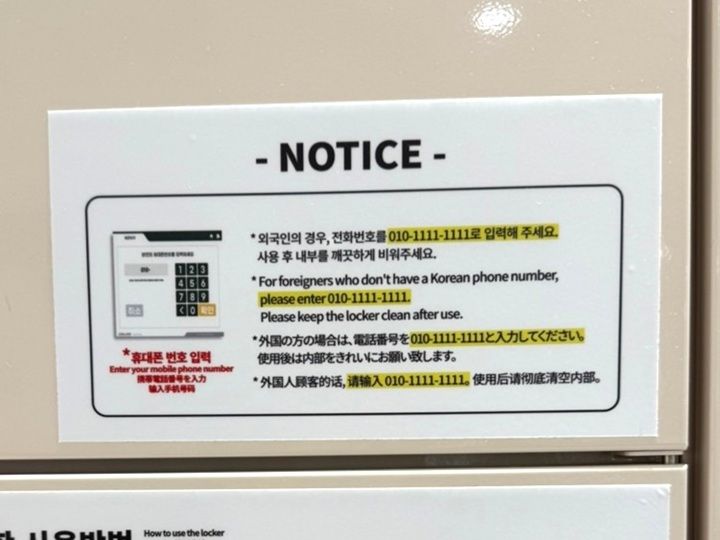 - NOTICE -
* 외국인의 경우, 전화번호를 010-1111-1111로 입력해 주세요.
사용 후 내부를 깨끗하게 비워주세요.
* For foreigners who don't have a Korean phone number,
please enter 010-1111-1111.
Please keep the locker clean after use.
* 外国の方の場合は、電話番号を010-1111-1111と入力してください。
使用後は内部をきれいにお願い致します。
* 外国人顾客的话, 请输入 010-1111-1111。使用后请彻底清空内部。
010-
1 2 3
4 5 6
7 8 9
< 0 확인
취소
*휴대폰 번호 입력
Enter your mobile phone number
携帯電話番号を入力
输入手机号码
사용방법 How to use the locker